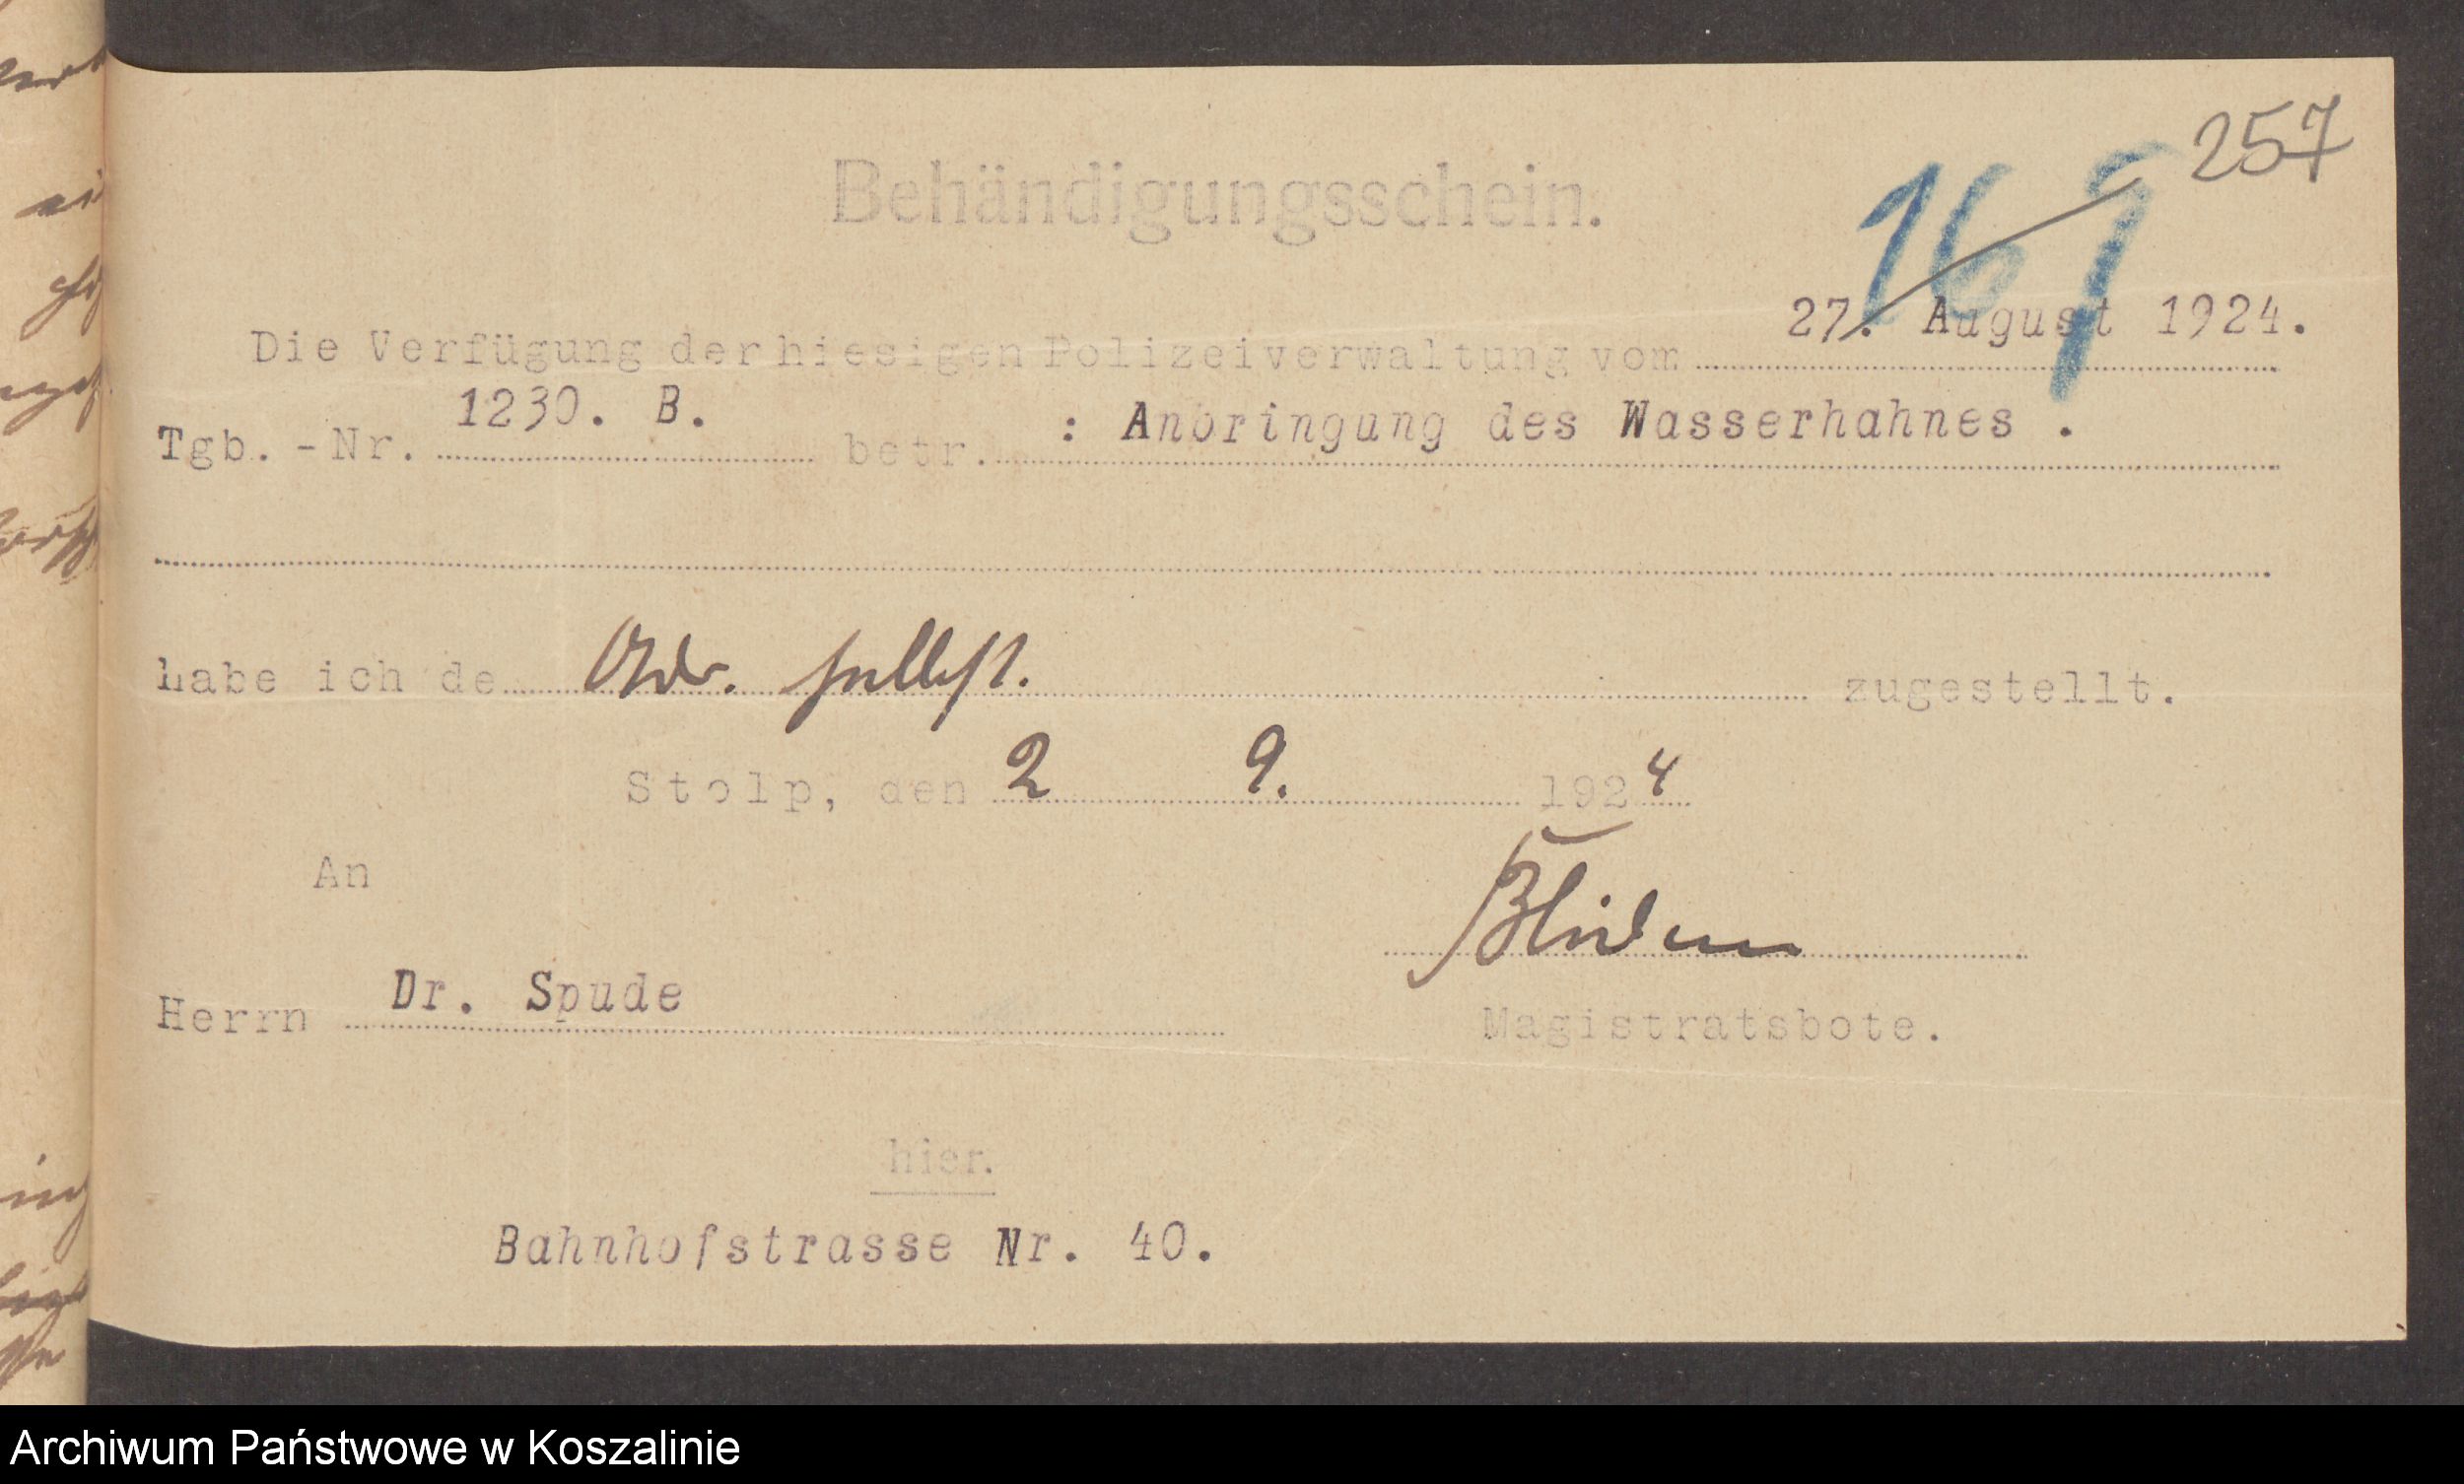 257
Behändigungsschein.
Die Verfügung der hiesigen Polizeiverwaltung vom 27. August 1924.
Tgb.-Nr. 1230. B. betr. : Anbringung des Wasserhahnes .
habe ich de Adr. selbst. zugestellt.
Stolp, den 2 9. 1924
An
Herrn Dr. Spude
Magistratsbote.
hier.
Bahnhofstrasse Nr. 40.
Archiwum Państwowe w Koszalinie